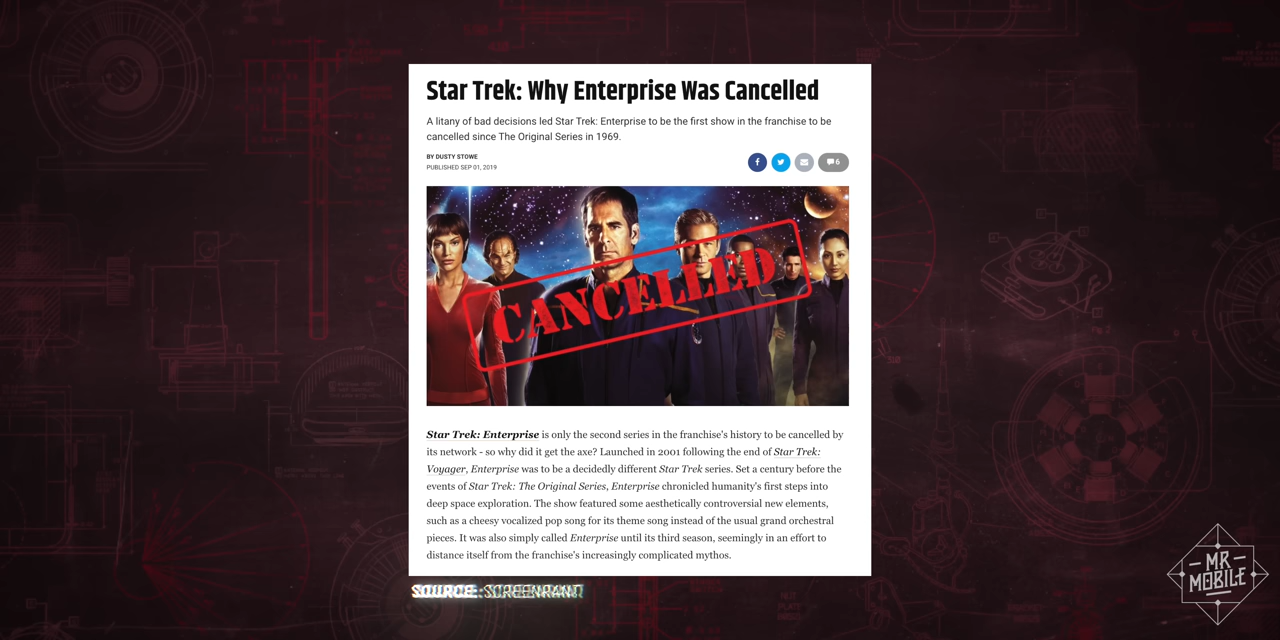 Star Trek: Why Enterprise Was Cancelled
A litany of bad decisions led Star Trek: Enterprise to be the first show in the franchise to be
cancelled since The Original Series in 1969.
BY DUSTY STOWE
PUBLISHED SEP 01, 2019
6
CANCELLED
Star Trek: Enterprise is only the second series in the franchise's history to be cancelled by
its network - so why did it get the axe? Launched in 2001 following the end of Star Trek:
Voyager, Enterprise was to be a decidedly different Star Trek series. Set a century before the
events of Star Trek: The Original Series, Enterprise chronicled humanity's first steps into
deep space exploration. The show featured some aesthetically controversial new elements,
such as a cheesy vocalized pop song for its theme song instead of the usual grand orchestral
pieces. It was also simply called Enterprise until its third season, seemingly in an effort to
distance itself from the franchise's increasingly complicated mythos.
SOURCE: SCREENRANT
MR
MOBILE